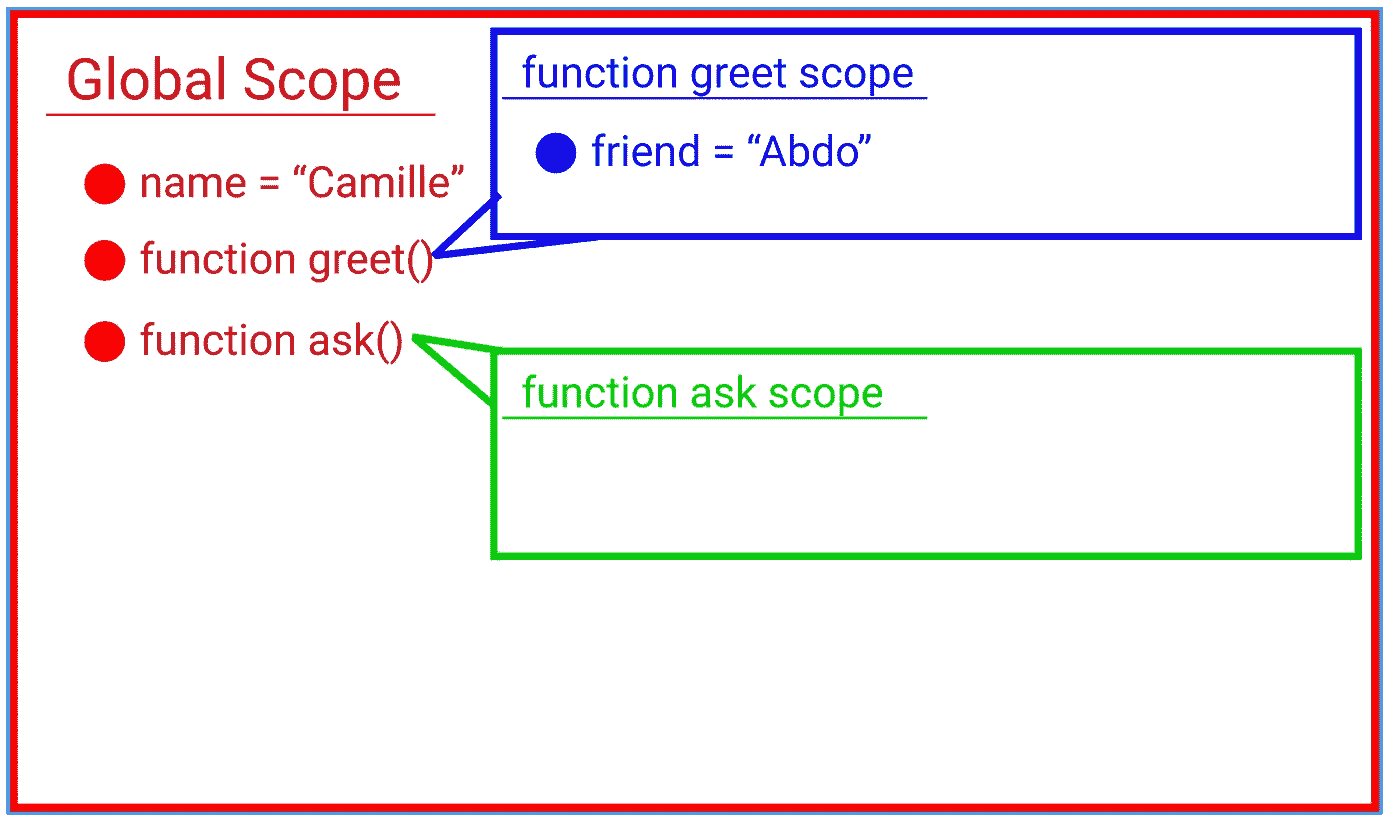 Global Scope
name = “Camille”
function greet()
function ask()
function greet scope
friend = “Abdo”
function ask scope